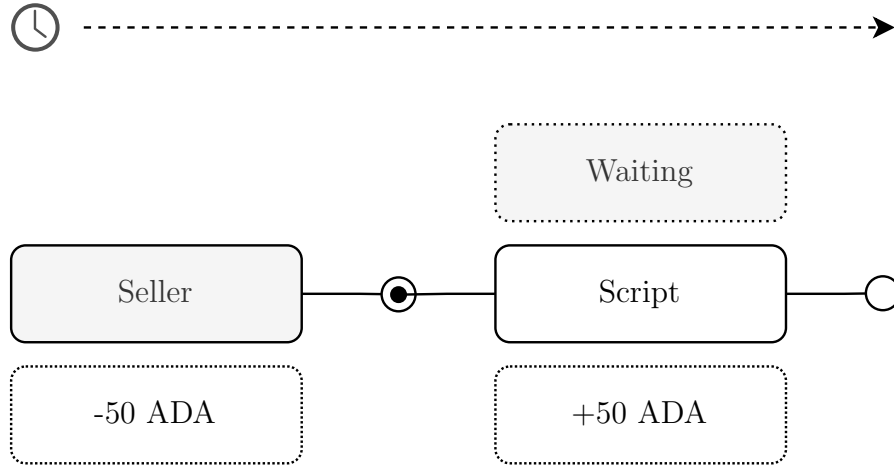 Waiting
Seller
Script
-50 ADA
+50 ADA